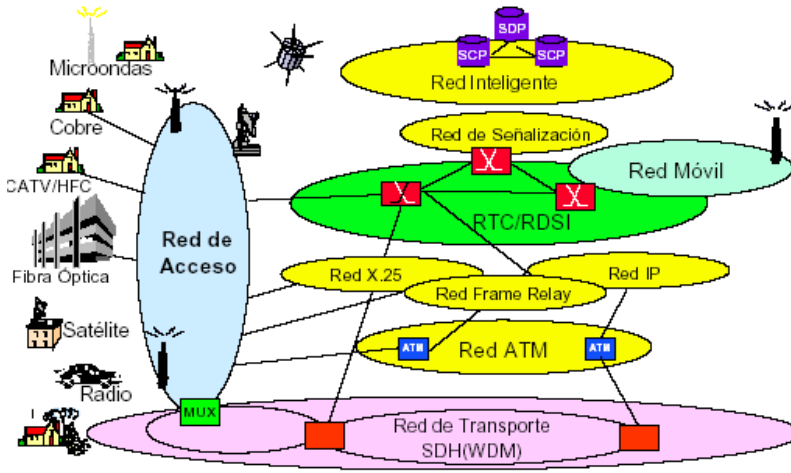 SDP
SCP
SCP
Red Inteligente
Microondas
Cobre
Red de Señalización
CATV/HFC
Red Móvil
RTC/RDSI
Red de
Acceso
Fibra Óptica
Red X.25
Red IP
Red Frame Relay
Satélite
ATM
Red ATM
ATM
Radio
MUX
Red de Transporte
SDH(WDM)